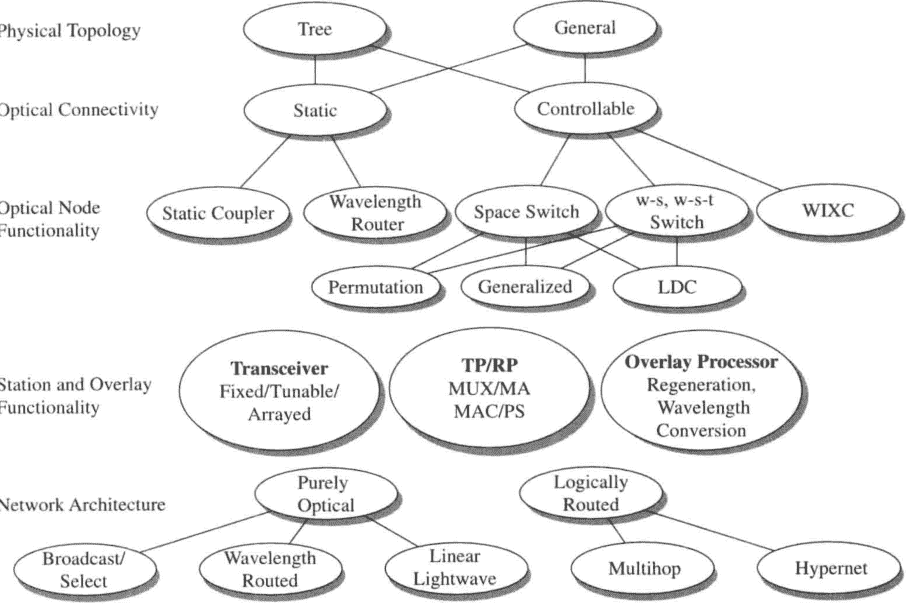 Physical Topology
Tree
General
Optical Connectivity
Static
Controllable
Optical Node
Functionality
Static Coupler
Wavelength
Router
Space Switch
w-s, w-s-t
Switch
WIXC
Permutation
Generalized
LDC
Station and Overlay
Functionality
Transceiver
Fixed/Tunable/
Arrayed
TP/RP
MUX/MA
MAC/PS
Overlay Processor
Regeneration,
Wavelength
Conversion
Network Architecture
Purely
Optical
Logically
Routed
Broadcast/
Select
Wavelength
Routed
Linear
Lightwave
Multihop
Hypernet